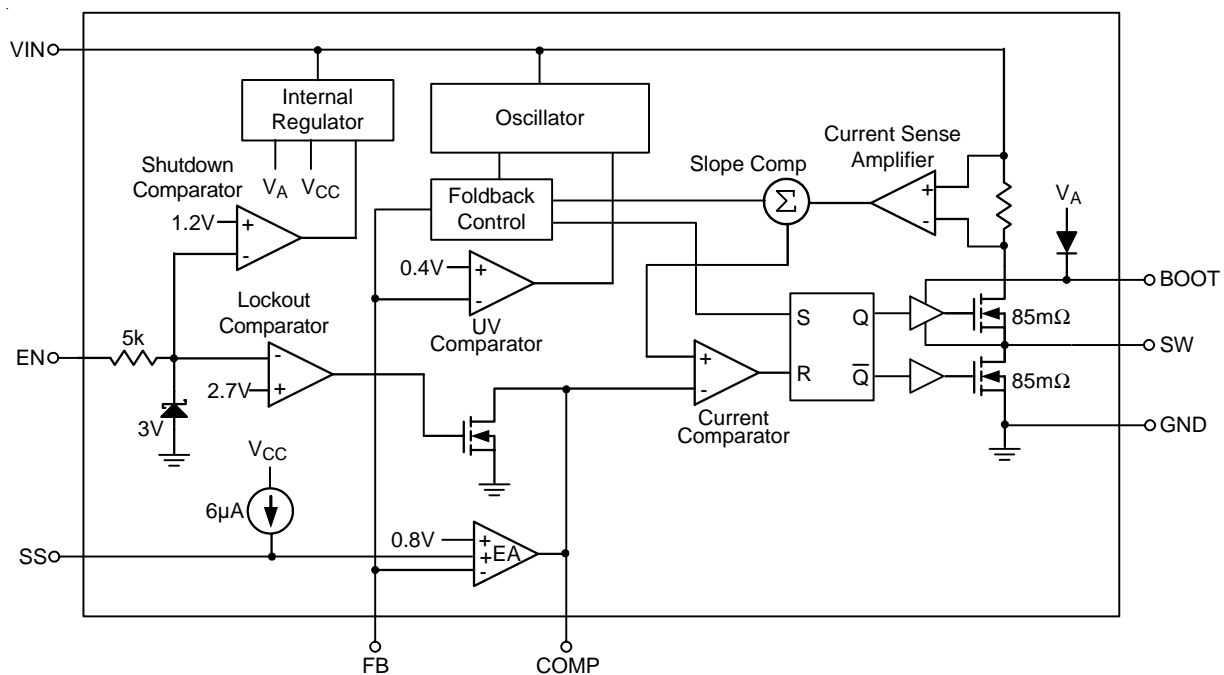 VIN
Internal
Regulator
Oscillator
Current Sense
Amplifier
Shutdown
Comparator
VA
VCC
Slope Comp
Foldback
Control
Σ
+
-
VA
1.2V
+
-
0.4V
+
-
UV
Comparator
BOOT
Lockout
Comparator
S
Q
85mΩ
EN
5k
-
+
2.7V
+
-
R
Q
SW
85mΩ
3V
Current
Comparator
GND
VCC
6µA
0.8V
+
+
-
EA
SS
FB
COMP